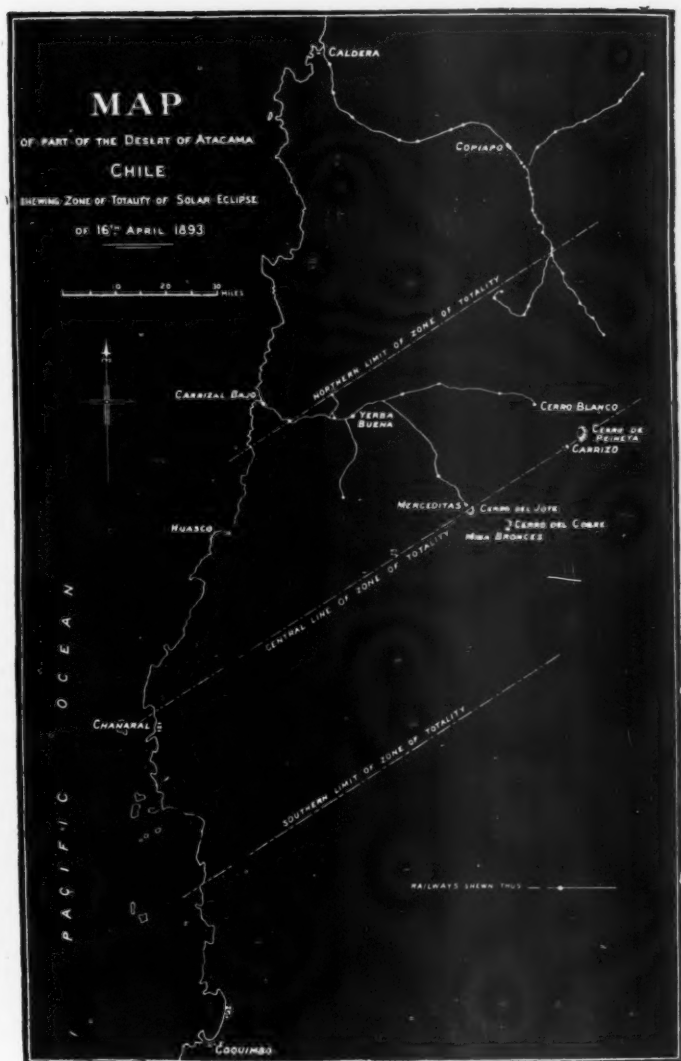 MAP
OF PART OF THE DESERT OF ATACAMA
CHILE
SHEWING ZONE OF TOTALITY OF SOLAR ECLIPSE
OF 16TH APRIL 1893
10 20 30
MILES
CALDERA
COPIAPO
NORTHERN LIMIT OF ZONE OF TOTALITY
CARRIZAL BAJO
YERBA
BUENA
CERRO BLANCO
CERRO DE
PEINETA
CARRIZO
MERCEDITAS
CERRO DEL JOTE
CERRO DEL COBRE
MINA BRONCES
HUASCO
CENTRAL LINE OF ZONE OF TOTALITY
CHAÑARAL
SOUTHERN LIMIT OF ZONE OF TOTALITY
PACIFIC OCEAN
RAILWAYS SHEWN THUS
COQUIMBO